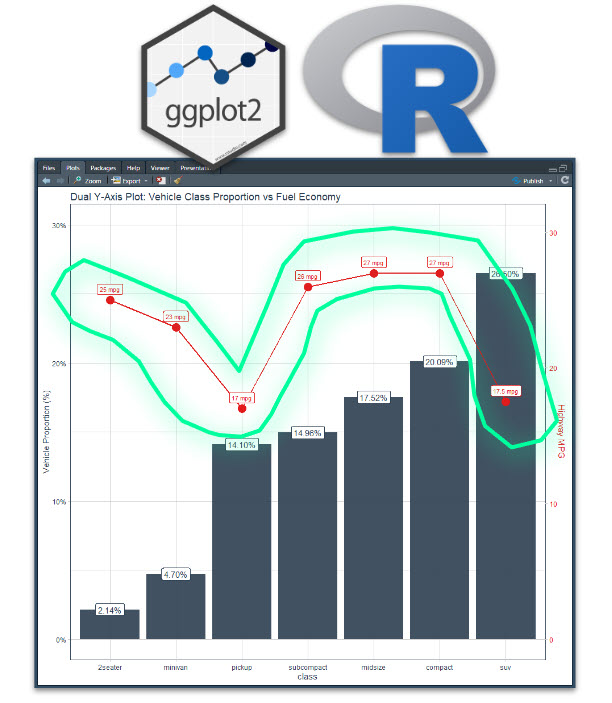 ggplot2
R
Files Plots Packages Help Viewer
Zoom Export Publish
Dual Y-Axis Plot: Vehicle Class Proportion vs Fuel Economy
30% 30
25 mpg 23 mpg 17 mpg 26 mpg 27 mpg 27 mpg 17.5 mpg
26.50%
20% 20
20.09%
17.52%
14.96%
14.10%
Vehicle Proportion (%)
Highway MPG
10% 10
4.70%
2.14%
0% 0
2seater minivan pickup subcompact midsize compact suv
class